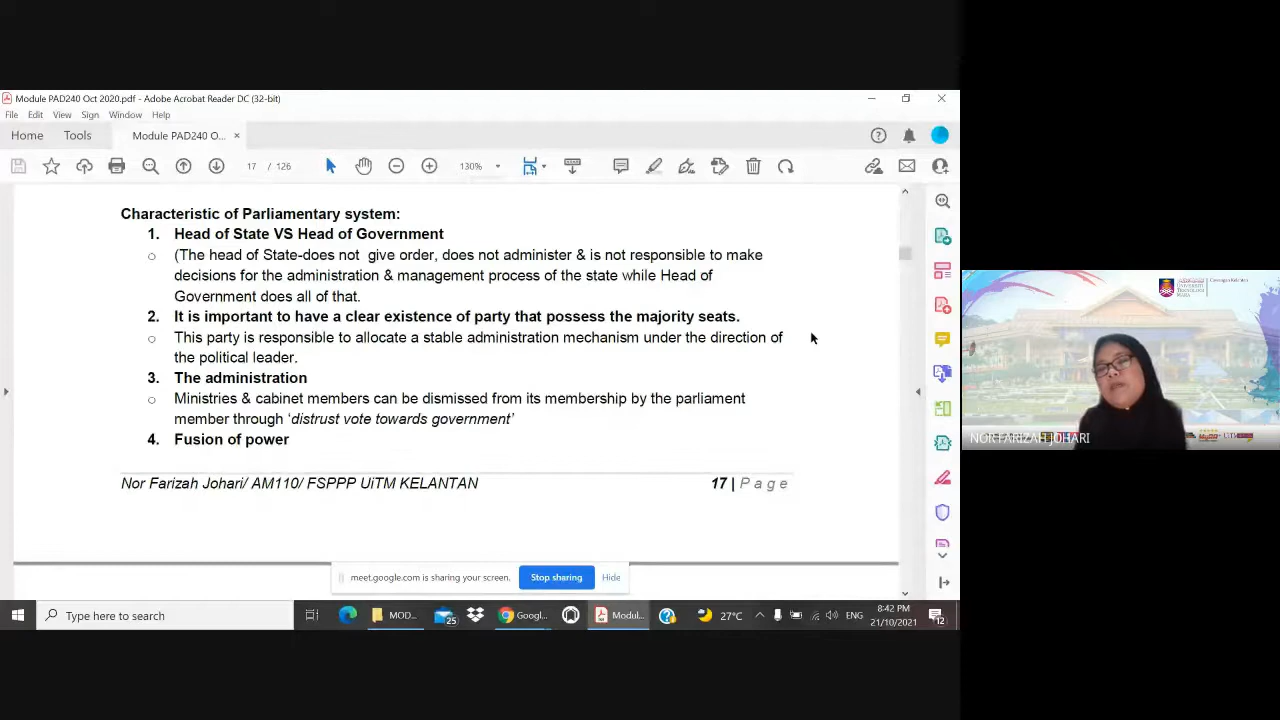 Module PAD240 Oct 2020.pdf - Adobe Acrobat Reader DC (32-bit)
File Edit View Sign Window Help
Home Tools Module PAD240 O... ×
17 / 126 130%
Characteristic of Parliamentary system:
1. Head of State VS Head of Government
o (The head of State-does not give order, does not administer & is not responsible to make
decisions for the administration & management process of the state while Head of
Government does all of that.
2. It is important to have a clear existence of party that possess the majority seats.
o This party is responsible to allocate a stable administration mechanism under the direction of
the political leader.
3. The administration
o Ministries & cabinet members can be dismissed from its membership by the parliament
member through ‘distrust vote towards government’
4. Fusion of power
Nor Farizah Johari/ AM110/ FSPPP UiTM KELANTAN 17 | P a g e
meet.google.com is sharing your screen. Stop sharing Hide
Type here to search
MOD...
25
Googl...
Modul...
27°C
ENG
8:42 PM
21/10/2021
12
UNIVERSITI
TEKNOLOGI
MARA
NOR FARIZAH JOHARI